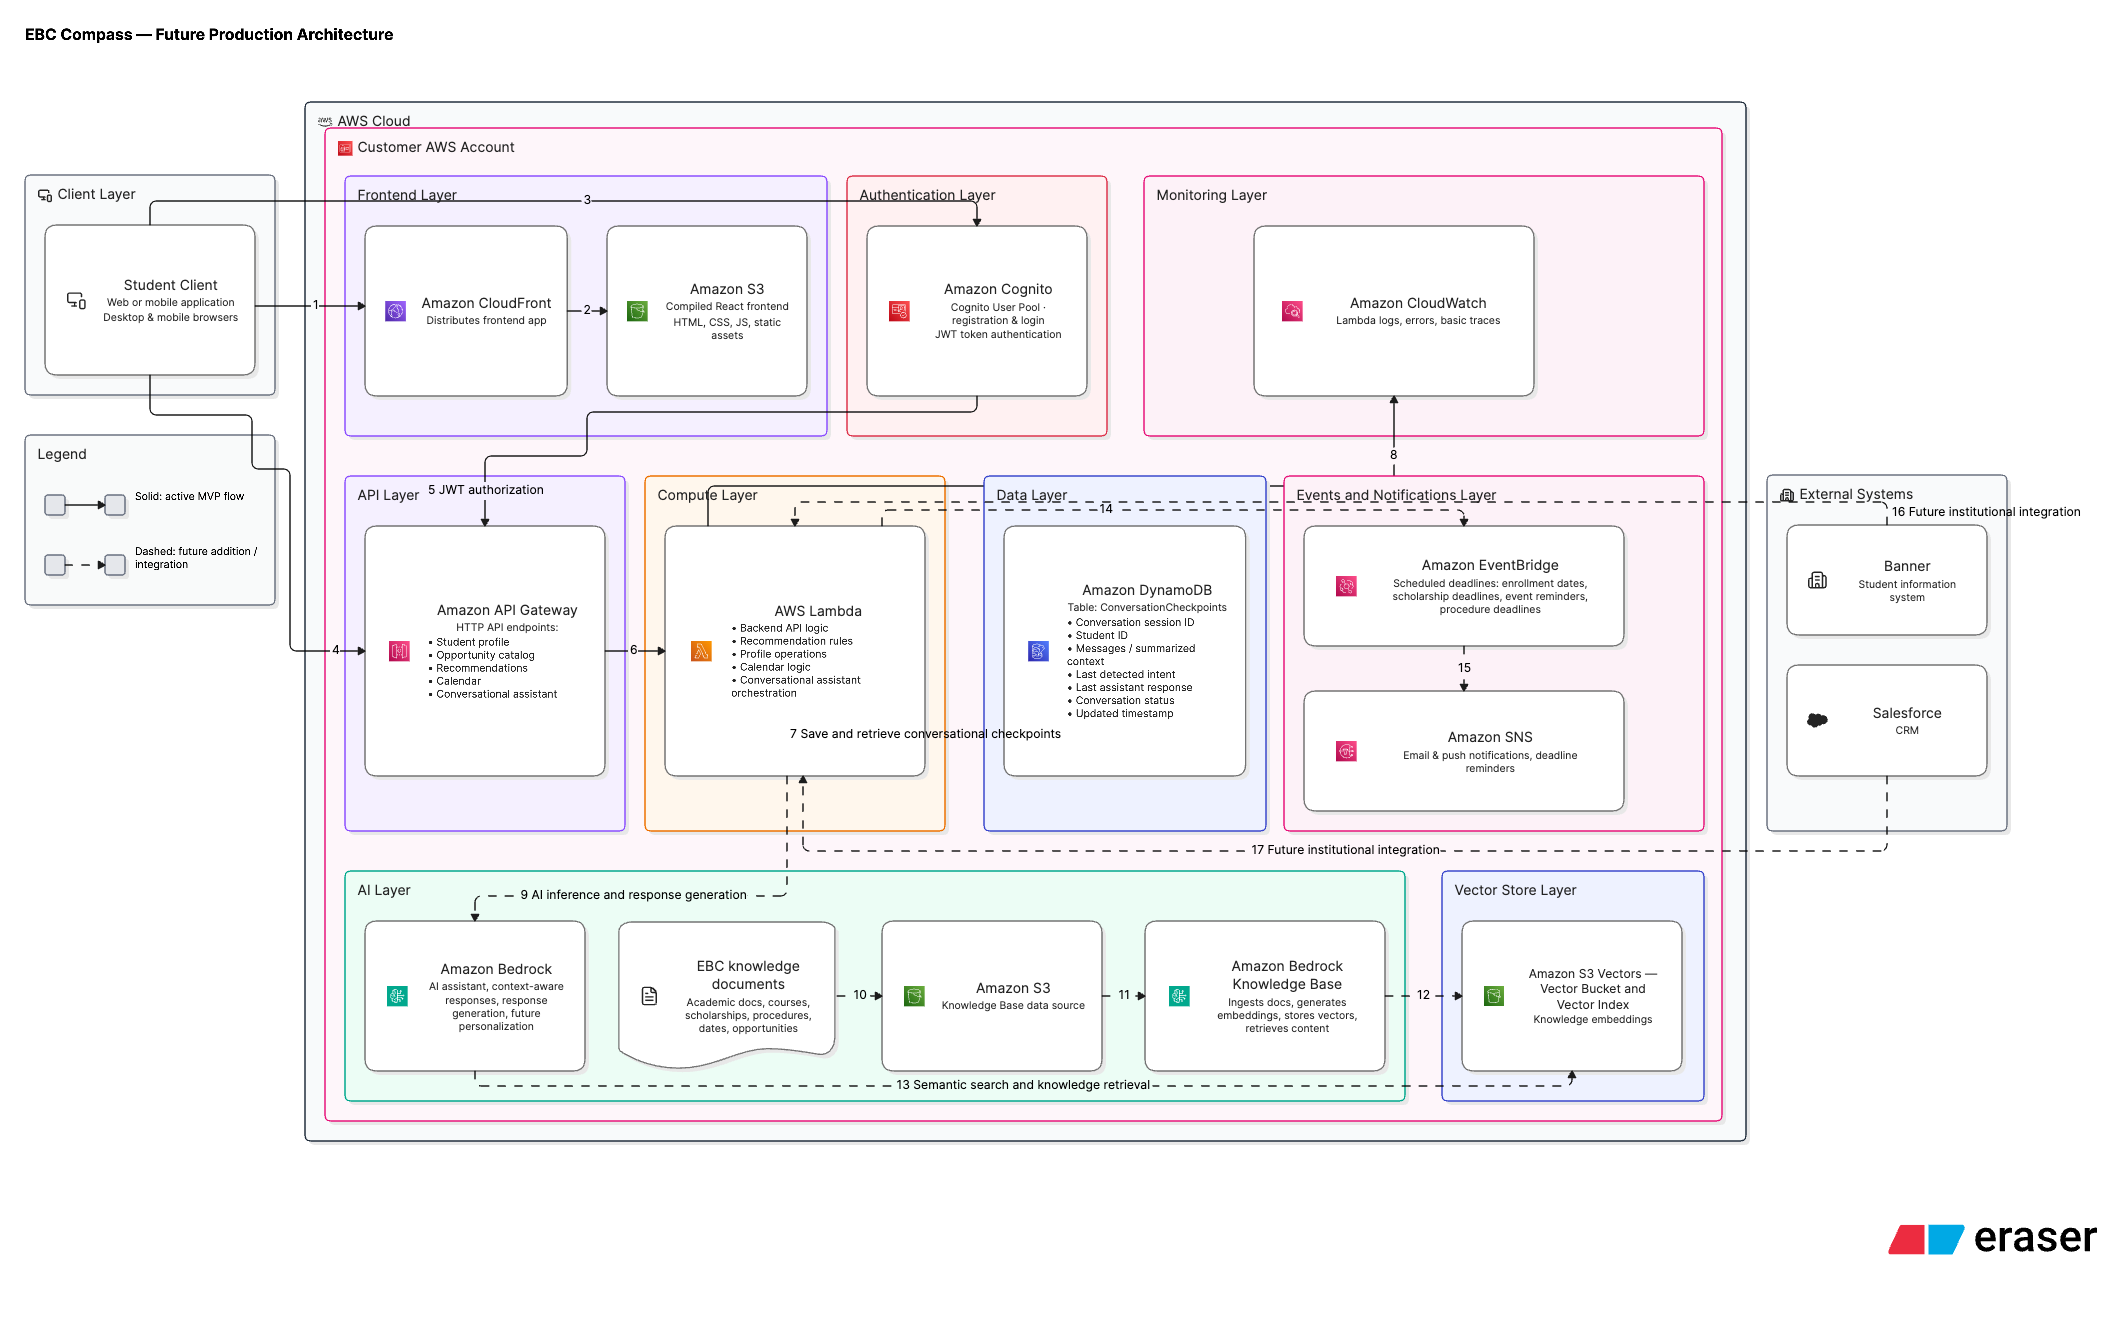 EBC Compass — Future Production Architecture
aws AWS Cloud
Customer AWS Account
Client Layer
Student Client
Web or mobile application
Desktop & mobile browsers
Legend
Solid: active MVP flow
Dashed: future addition /
integration
1
Frontend Layer
3
Amazon CloudFront
Distributes frontend app
2
Amazon S3
Compiled React frontend
HTML, CSS, JS, static
assets
Authentication Layer
Amazon Cognito
Cognito User Pool ·
registration & login
JWT token authentication
Monitoring Layer
Amazon CloudWatch
Lambda logs, errors, basic traces
8
4
API Layer
5 JWT authorization
Amazon API Gateway
HTTP API endpoints:
▪ Student profile
▪ Opportunity catalog
▪ Recommendations
▪ Calendar
▪ Conversational assistant
6
Compute Layer
AWS Lambda
• Backend API logic
• Recommendation rules
• Profile operations
• Calendar logic
• Conversational assistant
orchestration
7 Save and retrieve conversational checkpoints
Data Layer
14
Amazon DynamoDB
Table: ConversationCheckpoints
• Conversation session ID
• Student ID
• Messages / summarized
context
• Last detected intent
• Last assistant response
• Conversation status
• Updated timestamp
Events and Notifications Layer
Amazon EventBridge
Scheduled deadlines: enrollment dates,
scholarship deadlines, event reminders,
procedure deadlines
15
Amazon SNS
Email & push notifications, deadline
reminders
External Systems
16 Future institutional integration
Banner
Student information
system
Salesforce
CRM
17 Future institutional integration
AI Layer
9 AI inference and response generation
Amazon Bedrock
AI assistant, context-aware
responses, response
generation, future
personalization
EBC knowledge
documents
Academic docs, courses,
scholarships, procedures,
dates, opportunities
10
Amazon S3
Knowledge Base data source
11
Amazon Bedrock
Knowledge Base
Ingests docs, generates
embeddings, stores vectors,
retrieves content
12
Vector Store Layer
Amazon S3 Vectors —
Vector Bucket and
Vector Index
Knowledge embeddings
13 Semantic search and knowledge retrieval
eraser